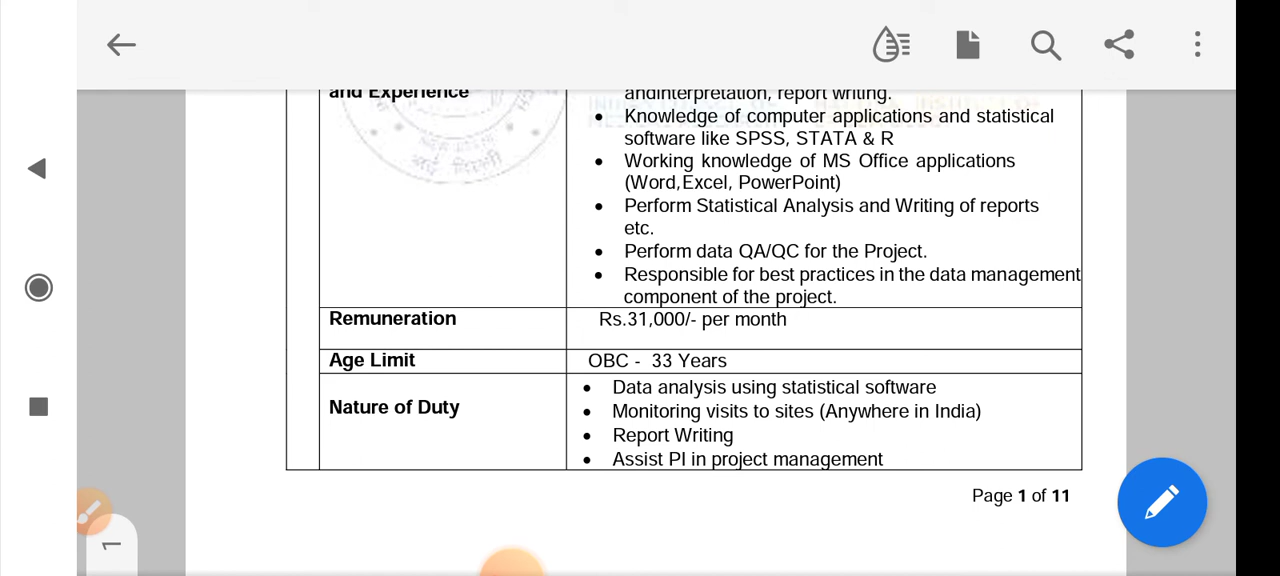 and Experience
andinterpretation, report writing.
• Knowledge of computer applications and statistical
software like SPSS, STATA & R
• Working knowledge of MS Office applications
(Word,Excel, PowerPoint)
• Perform Statistical Analysis and Writing of reports
etc.
• Perform data QA/QC for the Project.
• Responsible for best practices in the data management
component of the project.
Remuneration
Rs.31,000/- per month
Age Limit
OBC - 33 Years
Nature of Duty
• Data analysis using statistical software
• Monitoring visits to sites (Anywhere in India)
• Report Writing
• Assist PI in project management
Page 1 of 11
1